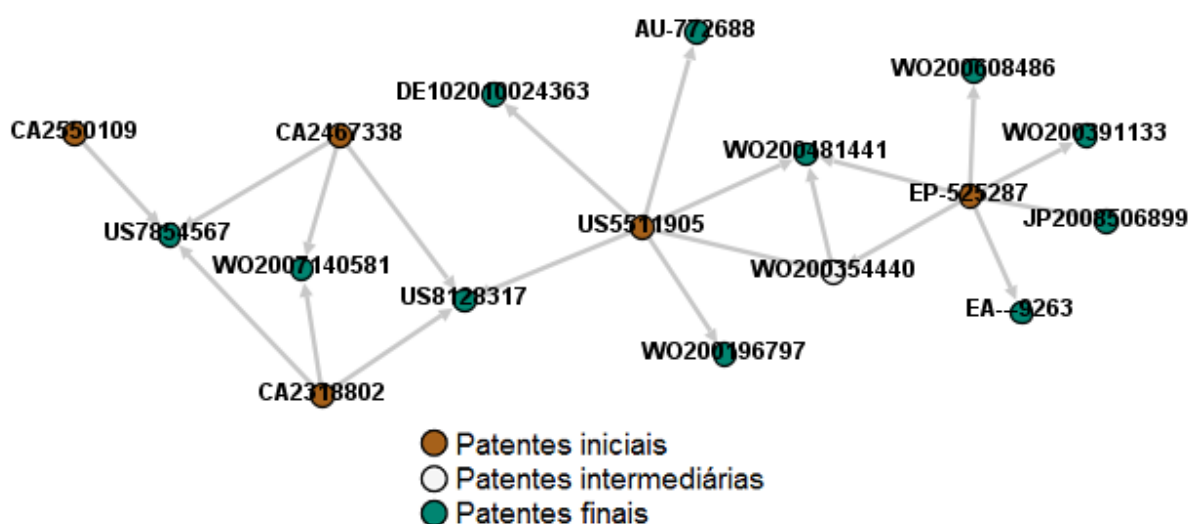 AU-772688
DE102010024363
WO200608486
CA2550109
CA2467338
WO200391133
WO200481441
EP-525287
US7854567
US5511905
JP2008506899
WO2007140581
WO200354440
US8128317
EA---9263
WO200196797
CA2318802
Patentes iniciais
Patentes intermediárias
Patentes finais